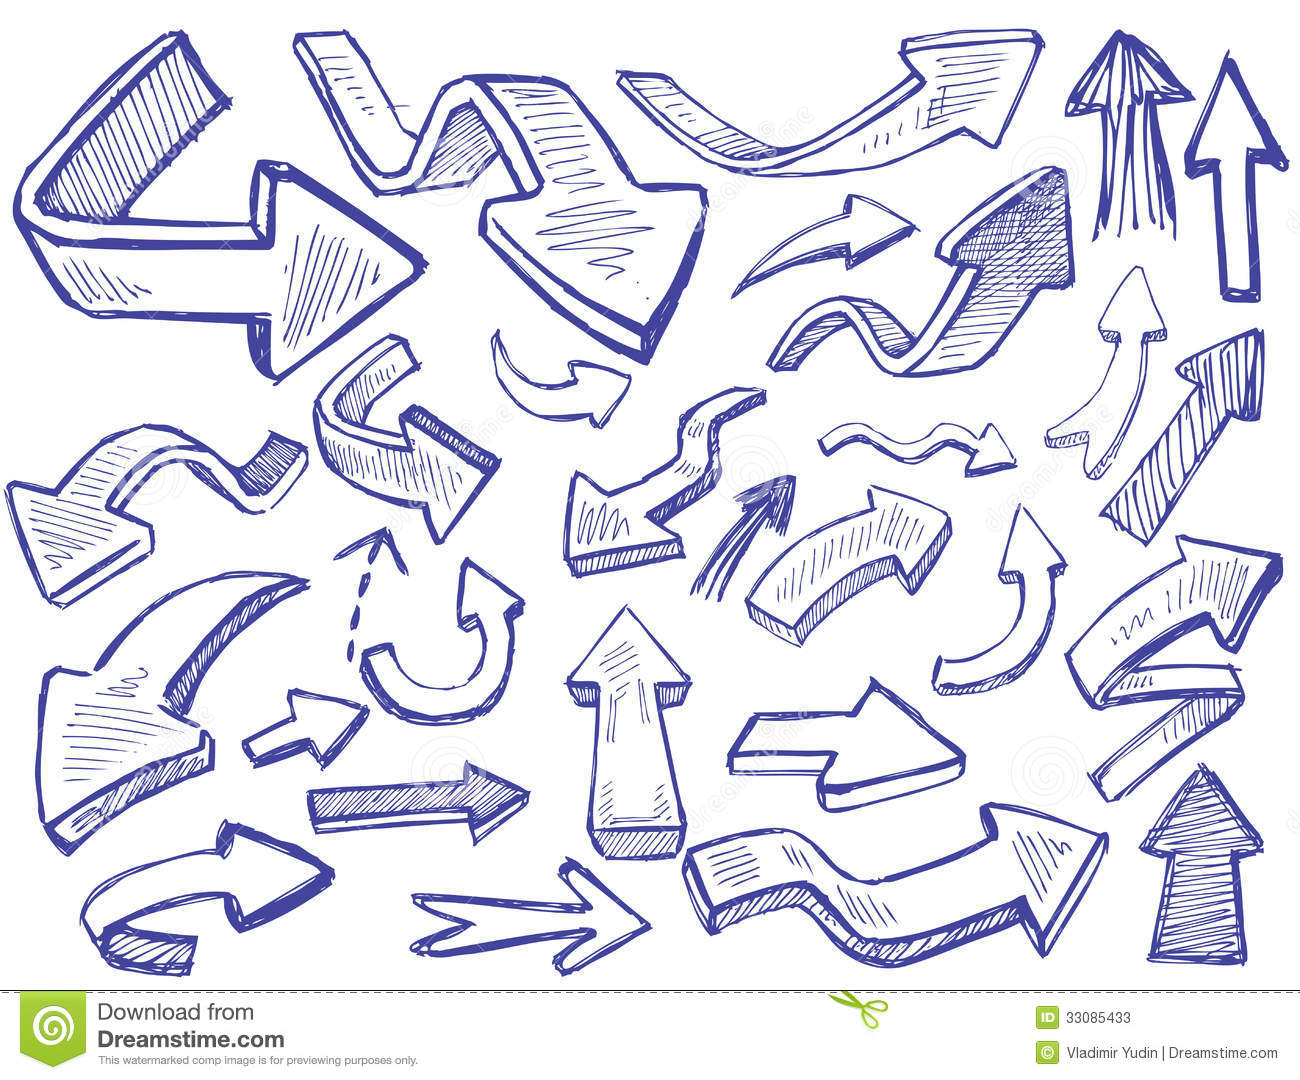 Download from
Dreamstime.com
This watermarked comp image is for previewing purposes only.
ID 33085433
© Vladimir Yudin | Dreamstime.com